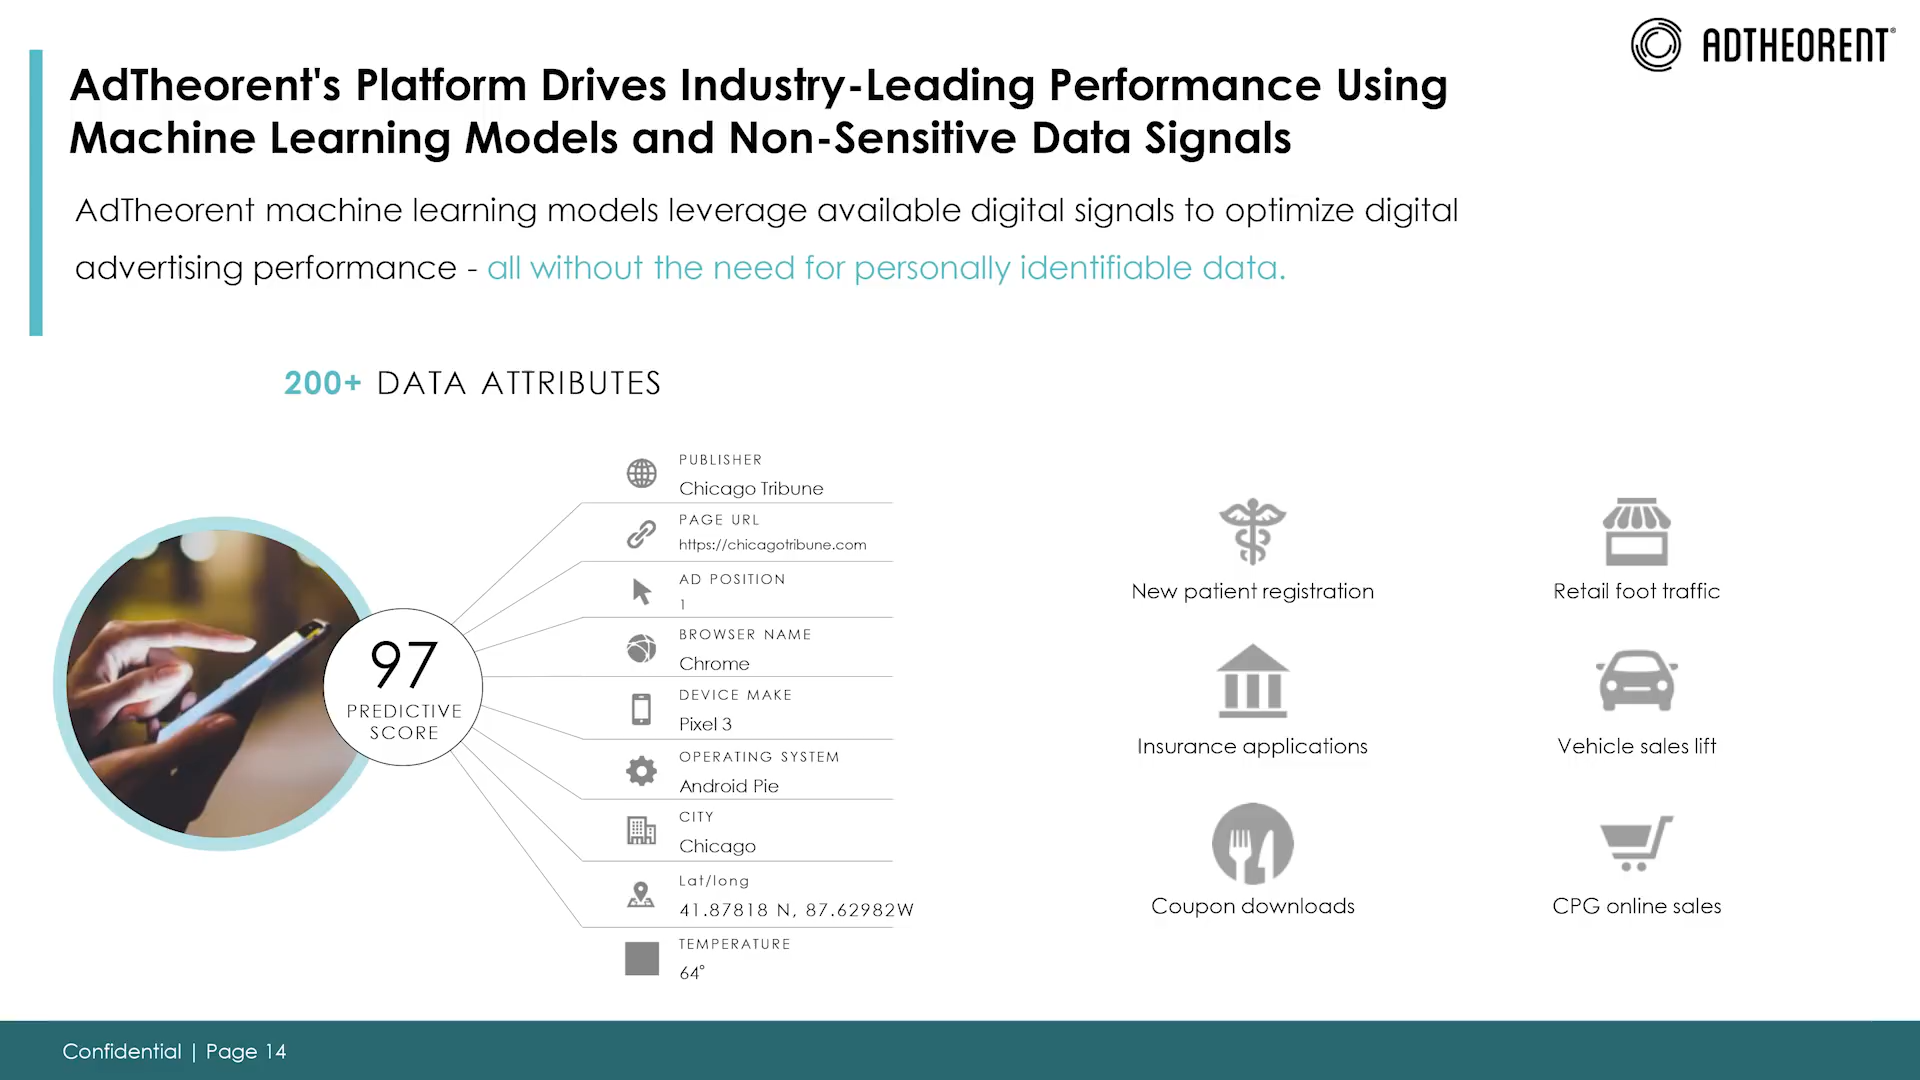 ADTHEORENT®
AdTheorent's Platform Drives Industry-Leading Performance Using
Machine Learning Models and Non-Sensitive Data Signals
AdTheorent machine learning models leverage available digital signals to optimize digital
advertising performance - all without the need for personally identifiable data.
200+ DATA ATTRIBUTES
97
PREDICTIVE
SCORE
PUBLISHER
Chicago Tribune
PAGE URL
https://chicagotribune.com
AD POSITION
1
BROWSER NAME
Chrome
DEVICE MAKE
Pixel 3
OPERATING SYSTEM
Android Pie
CITY
Chicago
Lat/long
41.87818 N, 87.62982W
TEMPERATURE
64°
New patient registration
Retail foot traffic
Insurance applications
Vehicle sales lift
Coupon downloads
CPG online sales
Confidential | Page 14